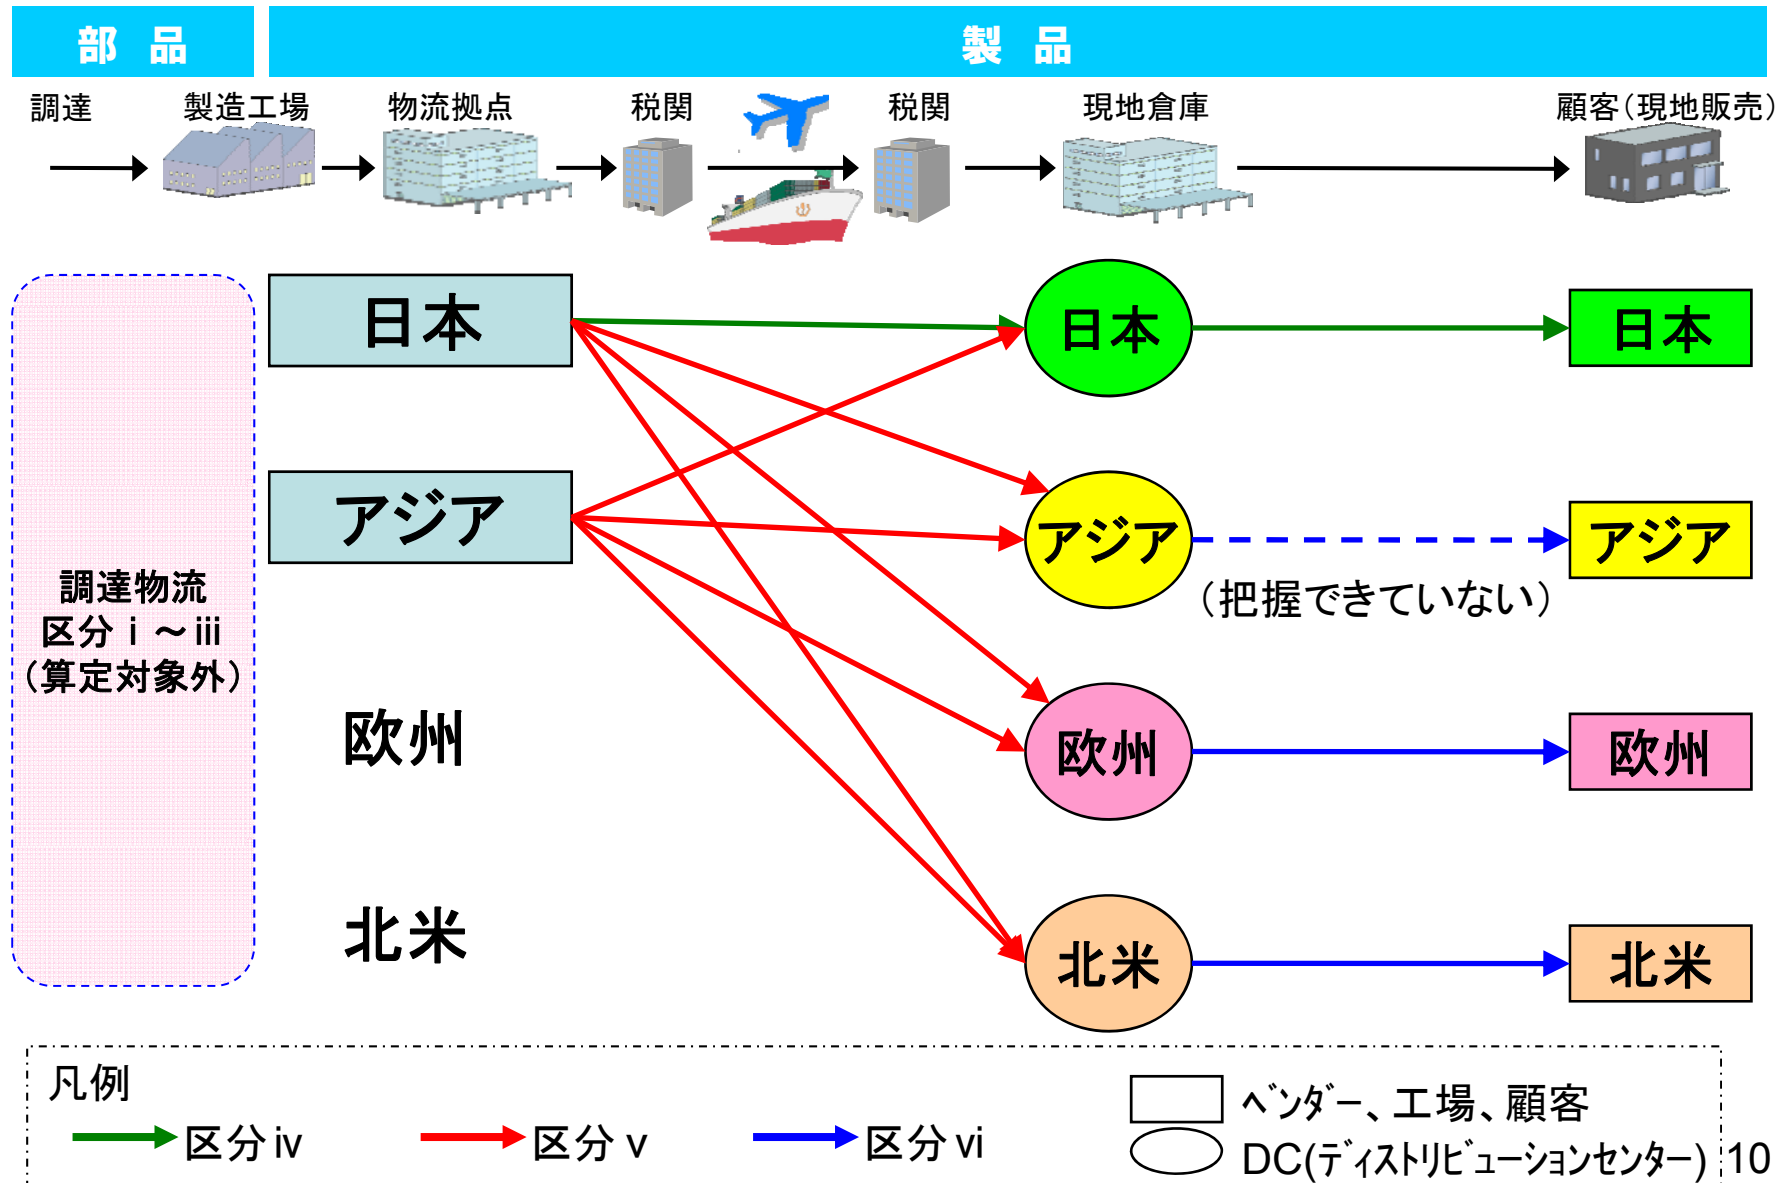 部 品
製 品
調達
製造工場
物流拠点
税関
税関
現地倉庫
顧客(現地販売)
日本
日本
日本
アジア
アジア
アジア
(把握できていない)
調達物流
区分ⅰ～ⅲ
(算定対象外)
欧州
欧州
欧州
北米
北米
北米
凡例
区分ⅳ
区分ⅴ
区分ⅵ
ﾍﾞﾝﾀﾞｰ、工場、顧客
DC(ﾃﾞｨｽﾄﾘﾋﾞｭｰｼｮﾝｾﾝﾀｰ)
10